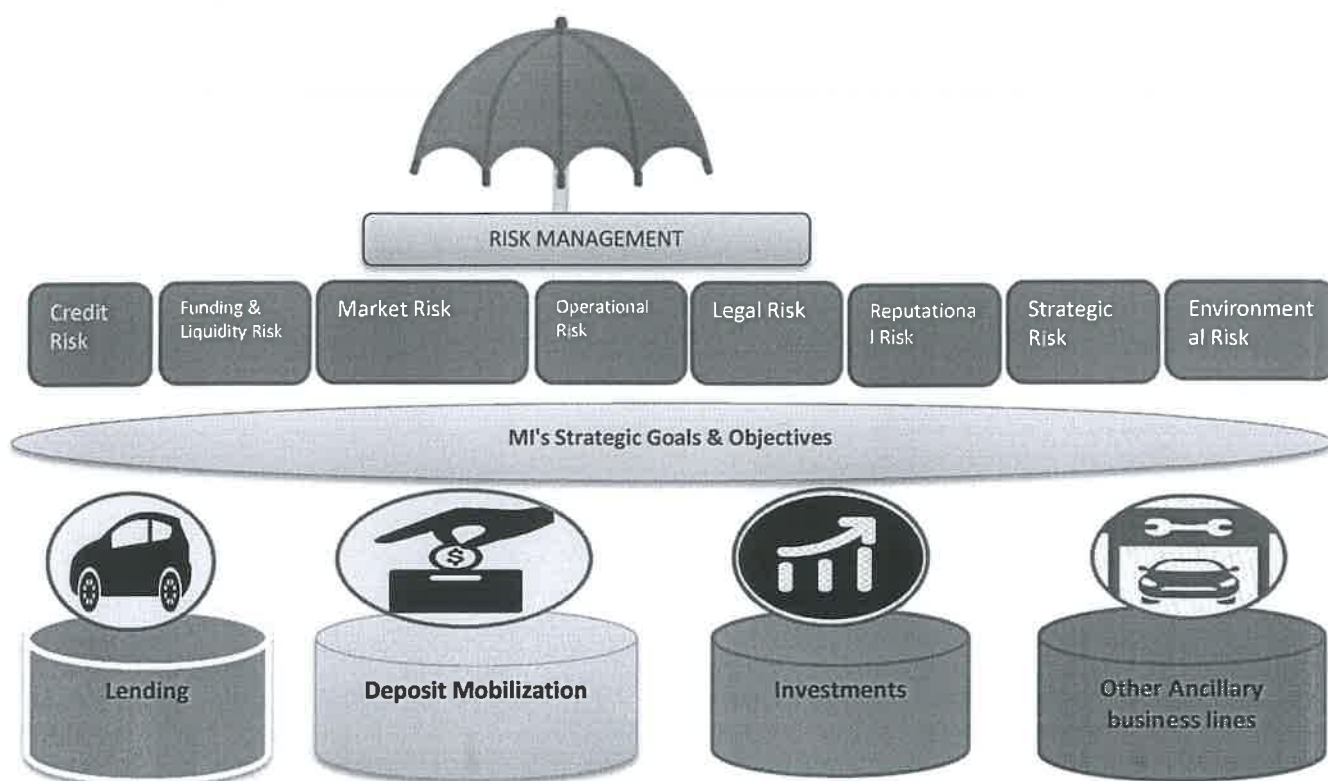 RISK MANAGEMENT
Credit
Risk
Funding &
Liquidity Risk
Market Risk
Operational
Risk
Legal Risk
Reputationa
l Risk
Strategic
Risk
Environment
al Risk
MI's Strategic Goals & Objectives
$
Lending
Deposit Mobilization
Investments
Other Ancillary
business lines